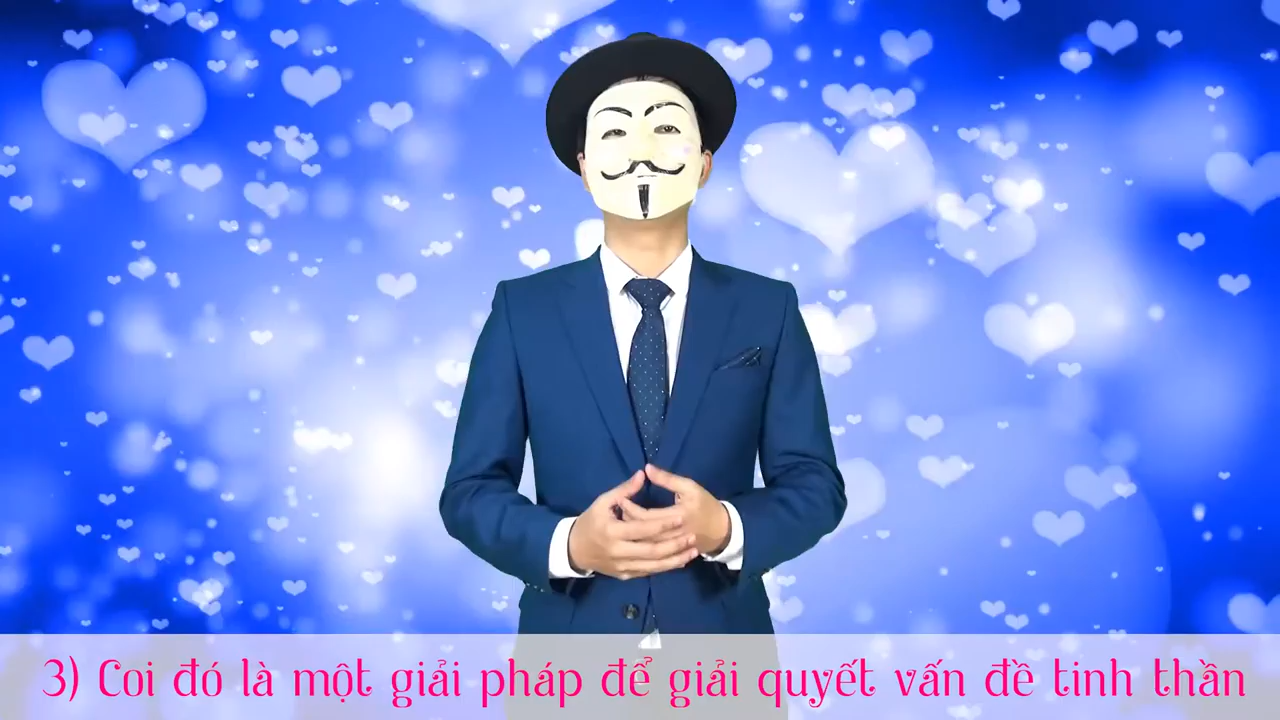 3) Coi đó là một giải pháp để giải quyết vấn đề tinh thần